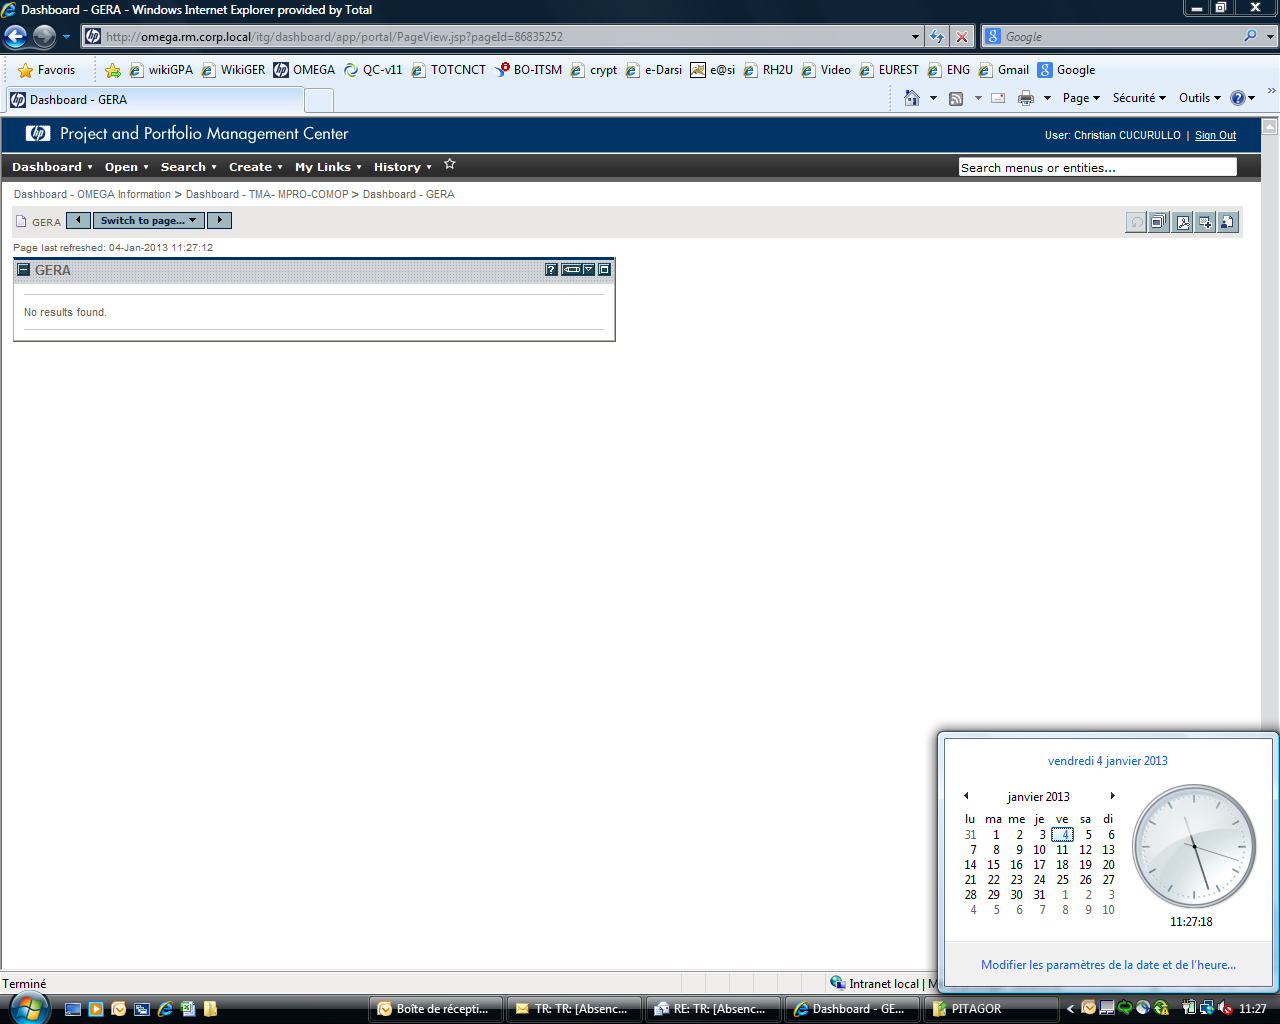 Dashboard - GERA - Windows Internet Explorer provided by Total
http://omega.rm.corp.local/itg/dashboard/app/portal/PageView.jsp?pageId=86835252
Google
Favoris wikiGPA WikiGER OMEGA QC-v11 TOTCNCT BO-ITSM crypt e-Darsi e@si RH2U Video EUREST ENG Gmail Google
Dashboard - GERA
Page Sécurité Outils
hp Project and Portfolio Management Center
User: Christian CUCURULLO | Sign Out
Dashboard Open Search Create My Links History
Search menus or entities...
Dashboard - OMEGA Information > Dashboard - TMA- MPRO-COMOP > Dashboard - GERA
GERA Switch to page...
Page last refreshed: 04-Jan-2013 11:27:12
GERA
No results found.
vendredi 4 janvier 2013
janvier 2013
lu ma me je ve sa di
31 1 2 3 4 5 6
7 8 9 10 11 12 13
14 15 16 17 18 19 20
21 22 23 24 25 26 27
28 29 30 31 1 2 3
4 5 6 7 8 9 10
11:27:18
Modifier les paramètres de la date et de l'heure...
Terminé
Intranet local | M
Boîte de récepti... TR: TR: [Absenc... RE: TR: [Absenc... Dashboard - GE... PITAGOR
11:27